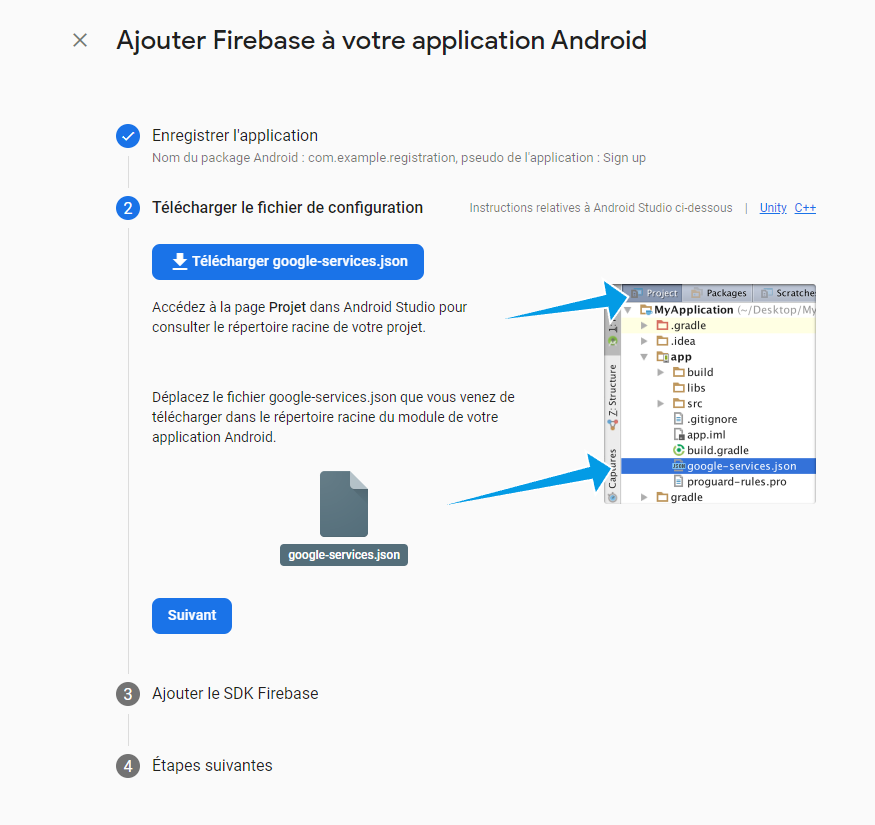 Ajouter Firebase à votre application Android
Enregistrer l'application
Nom du package Android : com.example.registration, pseudo de l'application : Sign up
2 Télécharger le fichier de configuration
Instructions relatives à Android Studio ci-dessous | Unity C++
Télécharger google-services.json
Accédez à la page Projet dans Android Studio pour
consulter le répertoire racine de votre projet.
Déplacez le fichier google-services.json que vous venez de
télécharger dans le répertoire racine du module de votre
application Android.
google-services.json
Project Packages Scratche
MyApplication (~/Desktop/My
.gradle
.idea
app
build
libs
src
.gitignore
app.iml
build.gradle
google-services.json
proguard-rules.pro
gradle
Z: Structure
Captures
Suivant
3 Ajouter le SDK Firebase
4 Étapes suivantes